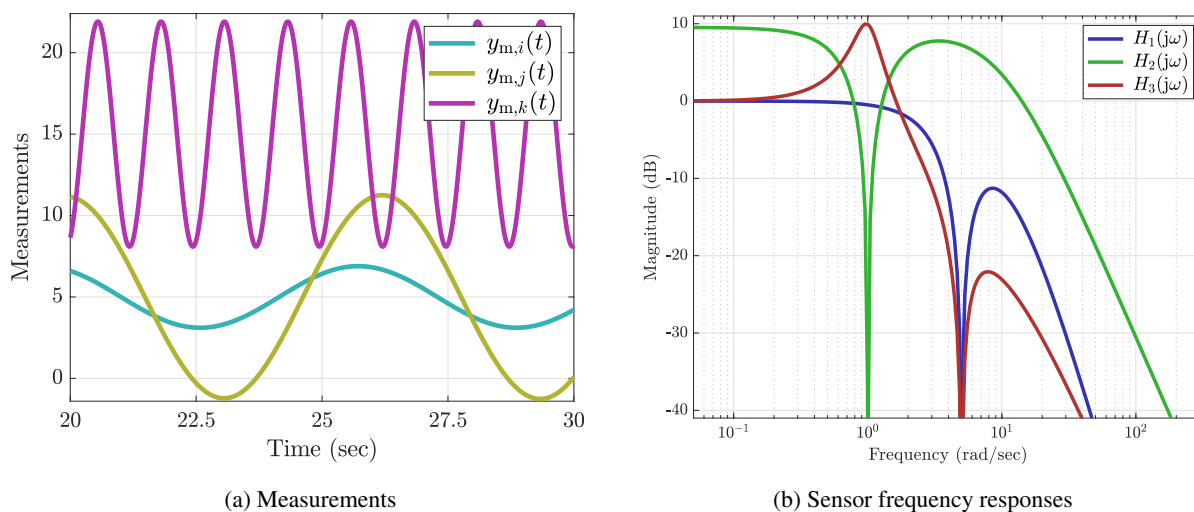 20
15
10
5
0
Measurements
20
22.5
25
27.5
30
Time (sec)
y_{m,i}(t)
y_{m,j}(t)
y_{m,k}(t)
(a) Measurements
10
0
-10
-20
-30
-40
Magnitude (dB)
10^{-1}
10^{0}
10^{1}
10^{2}
Frequency (rad/sec)
H_1(jω)
H_2(jω)
H_3(jω)
(b) Sensor frequency responses